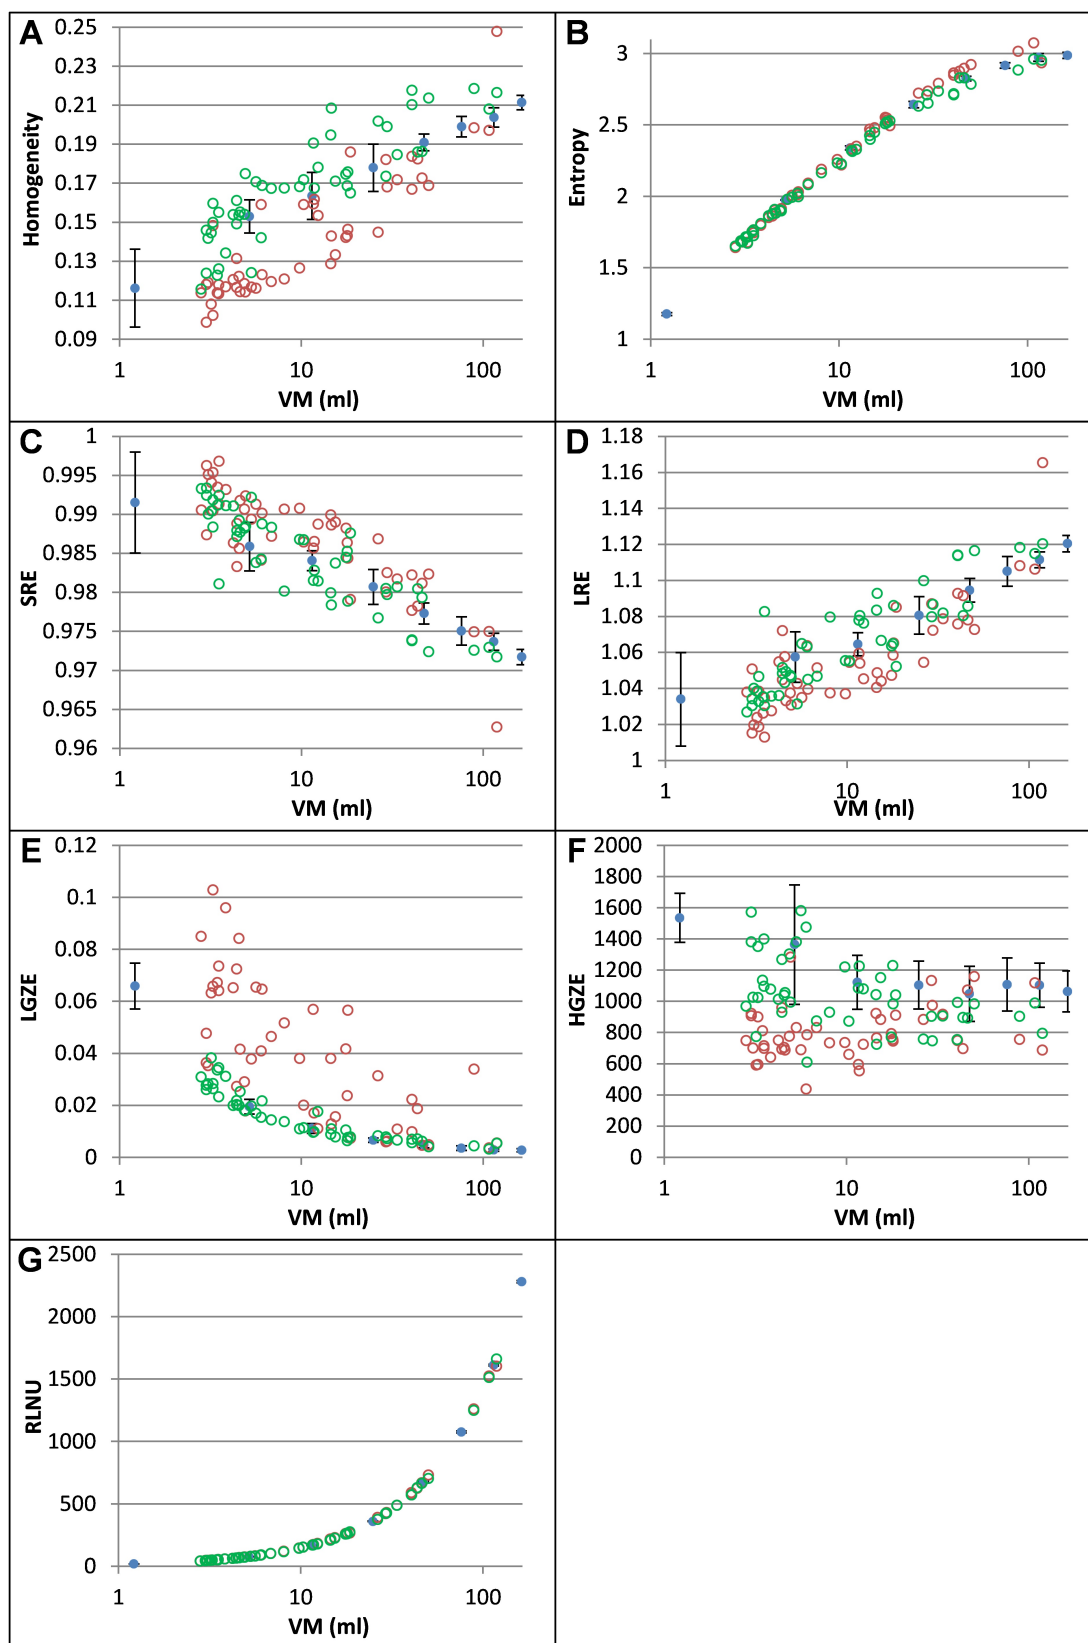 A
0.25
0.23
0.21
0.19
0.17
0.15
0.13
0.11
0.09
Homogeneity
1 10 100
VM (ml)
B
3
2.5
2
1.5
1
Entropy
1 10 100
VM (ml)
C
1
0.995
0.99
0.985
0.98
0.975
0.97
0.965
0.96
SRE
1 10 100
VM (ml)
D
1.18
1.16
1.14
1.12
1.1
1.08
1.06
1.04
1.02
1
LRE
1 10 100
VM (ml)
E
0.12
0.1
0.08
0.06
0.04
0.02
0
LGZE
1 10 100
VM (ml)
F
2000
1800
1600
1400
1200
1000
800
600
400
200
0
HGZE
1 10 100
VM (ml)
G
2500
2000
1500
1000
500
0
RLNU
1 10 100
VM (ml)